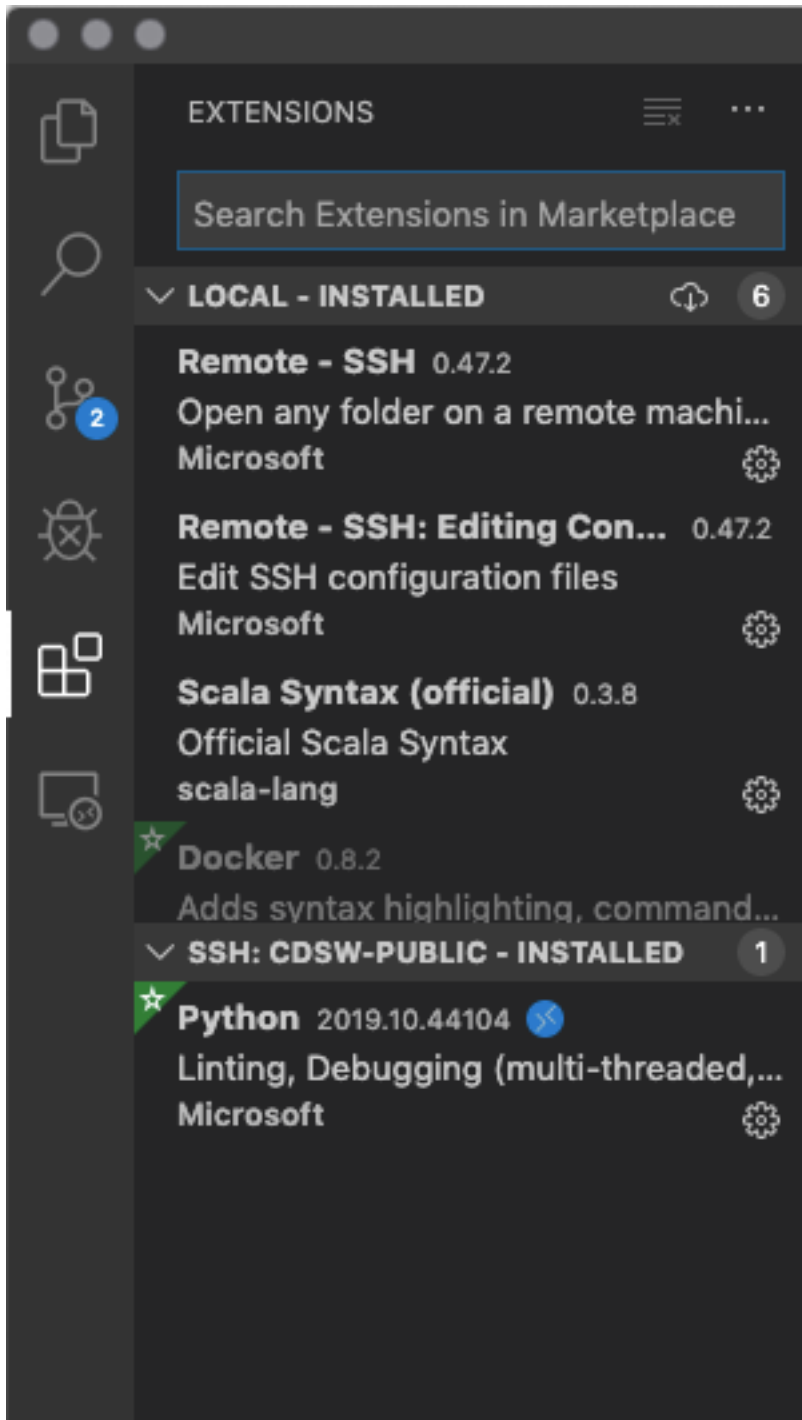 EXTENSIONS
Search Extensions in Marketplace
LOCAL - INSTALLED 6
Remote - SSH 0.47.2
Open any folder on a remote machi...
Microsoft
2
Remote - SSH: Editing Con... 0.47.2
Edit SSH configuration files
Microsoft
Scala Syntax (official) 0.3.8
Official Scala Syntax
scala-lang
Docker 0.8.2
Adds syntax highlighting, command...
SSH: CDSW-PUBLIC - INSTALLED 1
Python 2019.10.44104
Linting, Debugging (multi-threaded,...
Microsoft